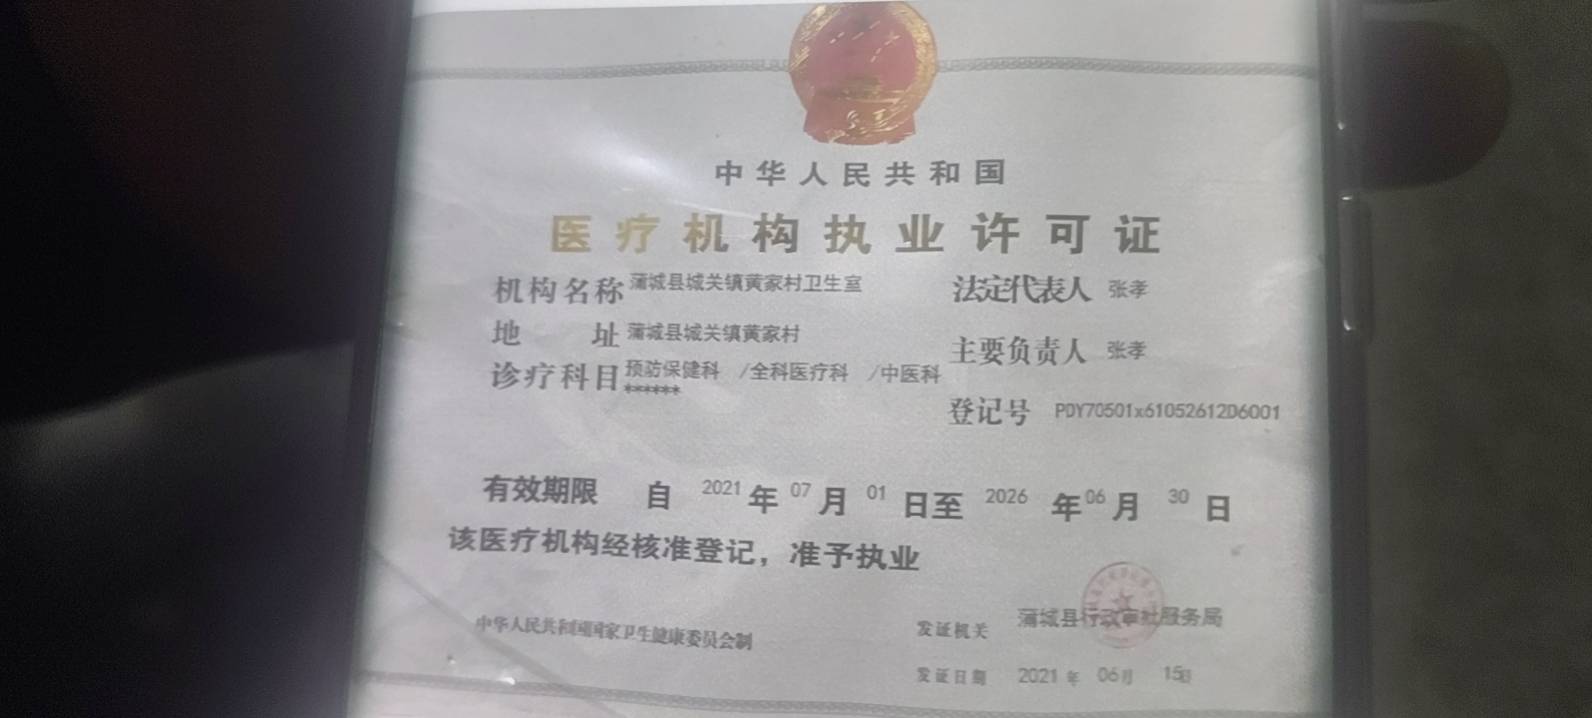 中华人民共和国
医疗机构执业许可证
机构名称 蒲城县城关镇黄家村卫生室
法定代表人 张孝
地 址 蒲城县城关镇黄家村
主要负责人 张孝
诊疗科目 预防保健科 /全科医疗科 /中医科
******
登记号 PDY70501x61052612D6001
有效期限 自 2021 年 07 月 01 日至 2026 年 06 月 30 日
该医疗机构经核准登记，准予执业
中华人民共和国国家卫生健康委员会制
发证机关 蒲城县行政审批服务局
发证日期 2021 年 06 月 15 日